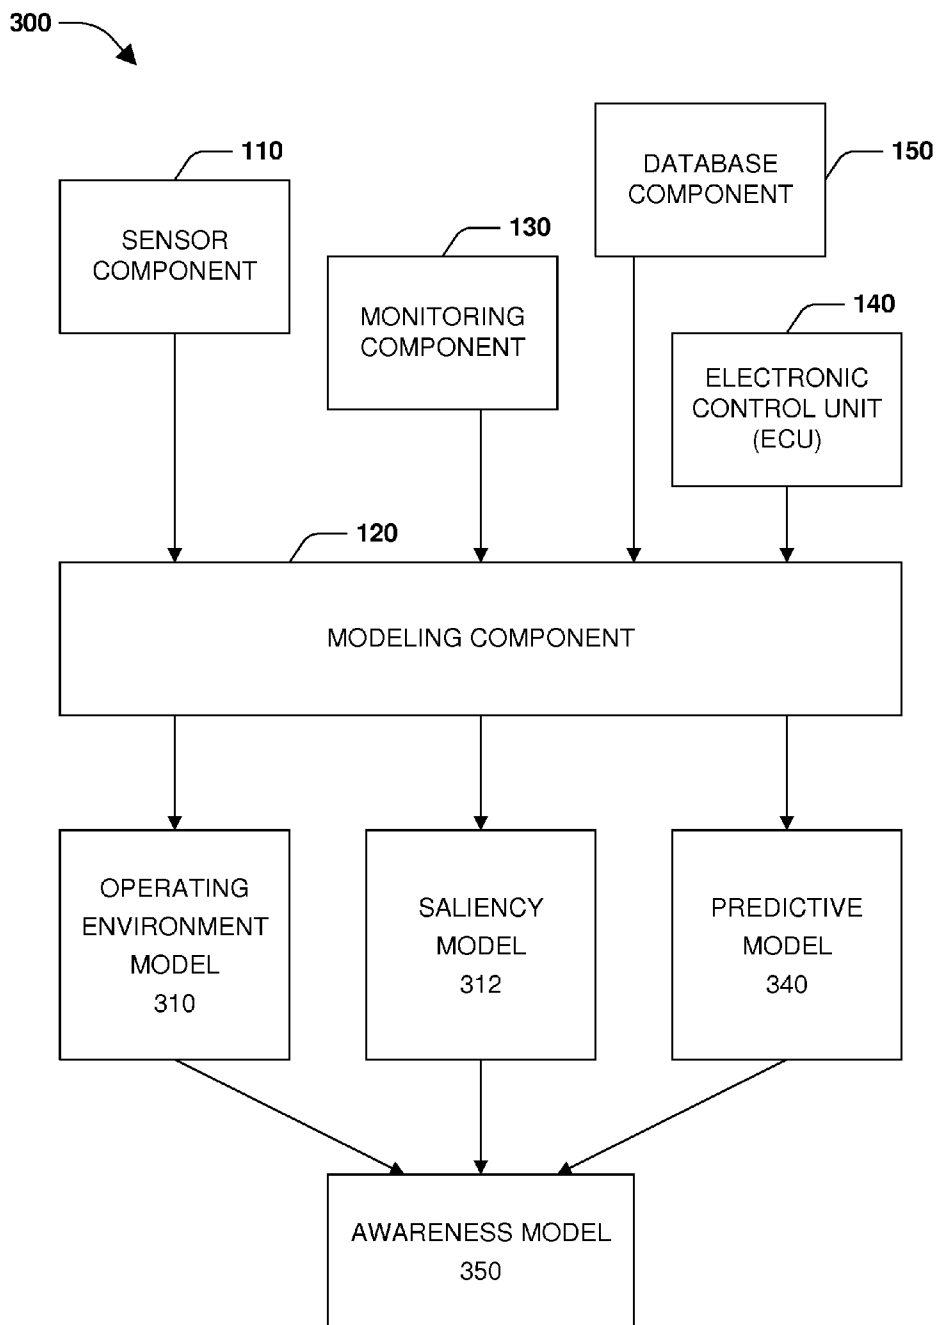 300
110
SENSOR
COMPONENT
130
MONITORING
COMPONENT
DATABASE
COMPONENT
150
140
ELECTRONIC
CONTROL UNIT
(ECU)
120
MODELING COMPONENT
OPERATING
ENVIRONMENT
MODEL
310
SALIENCY
MODEL
312
PREDICTIVE
MODEL
340
AWARENESS MODEL
350